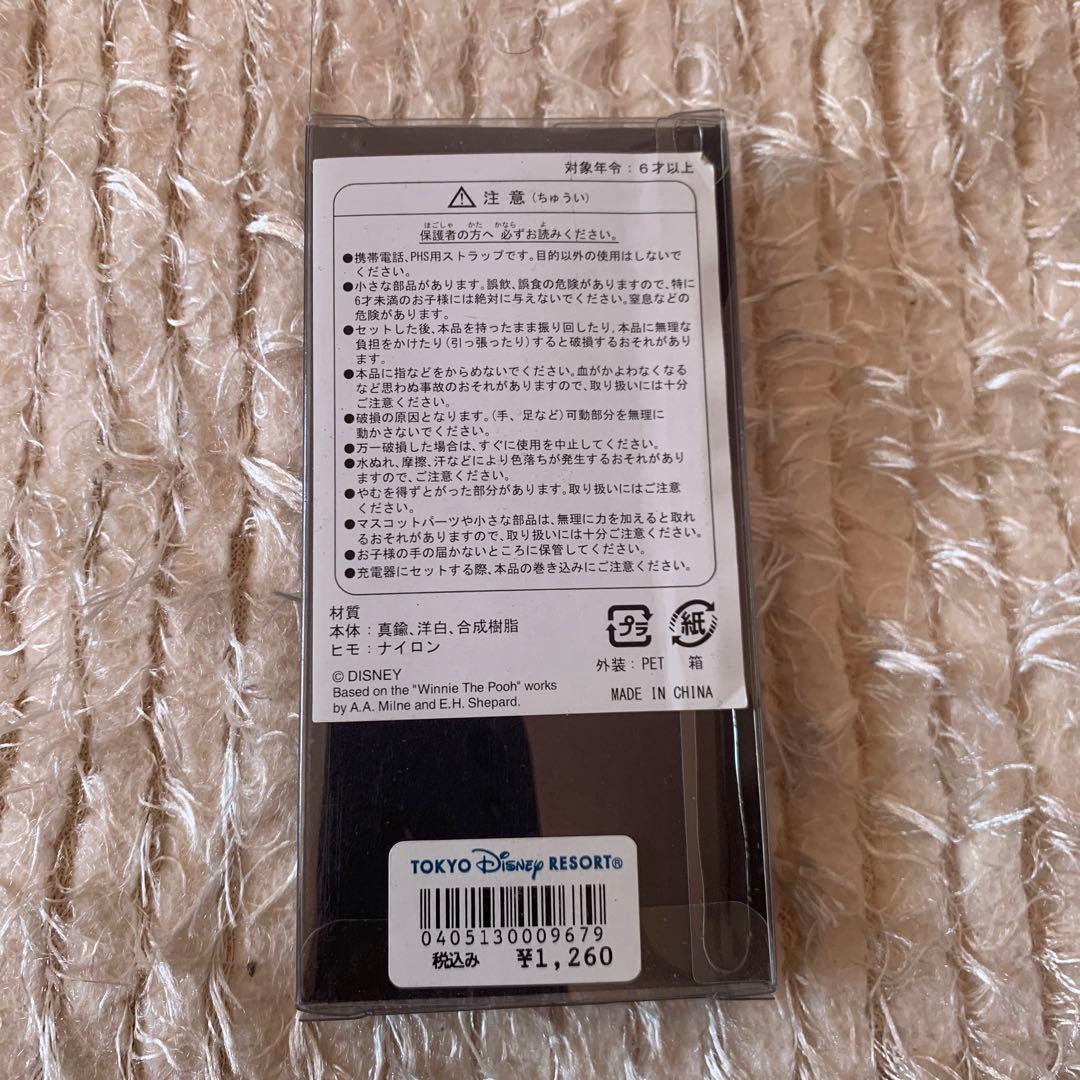 対象年令：6才以上
⚠ 注意（ちゅうい）
ほごしゃ かた かなら よ
保護者の方へ 必ずお読みください。
●携帯電話、PHS用ストラップです。目的以外の使用はしないで
ください。
●小さな部品があります。誤飲、誤食の危険がありますので、特に
6才未満のお子様には絶対に与えないでください。窒息などの
危険があります。
●セットした後、本品を持ったまま振り回したり,本品に無理な
負担をかけたり(引っ張ったり)すると破損するおそれがあり
ます。
●本品に指などをからめないでください。血がかよわなくなる
など思わぬ事故のおそれがありますので、取り扱いには十分
ご注意ください。
●破損の原因となります。(手、足など)可動部分を無理に
動かさないでください。
●万一破損した場合は、すぐに使用を中止してください。
●水ぬれ、摩擦、汗などにより色落ちが発生するおそれがあり
ますので、ご注意ください。
●やむを得ずとがった部分があります。取り扱いにはご注意
ください。
●マスコットパーツや小さな部品は、無理に力を加えると取れ
るおそれがありますので、取り扱いには十分ご注意ください。
●お子様の手の届かないところに保管してください。
●充電器にセットする際、本品の巻き込みにご注意ください。
材質
本体：真鍮、洋白、合成樹脂
ヒモ：ナイロン
プラ 紙
外装：PET 箱
© DISNEY
Based on the "Winnie The Pooh" works
by A.A. Milne and E.H. Shepard.
MADE IN CHINA
TOKYO Disney RESORT®
0405130009679
税込み ¥1,260